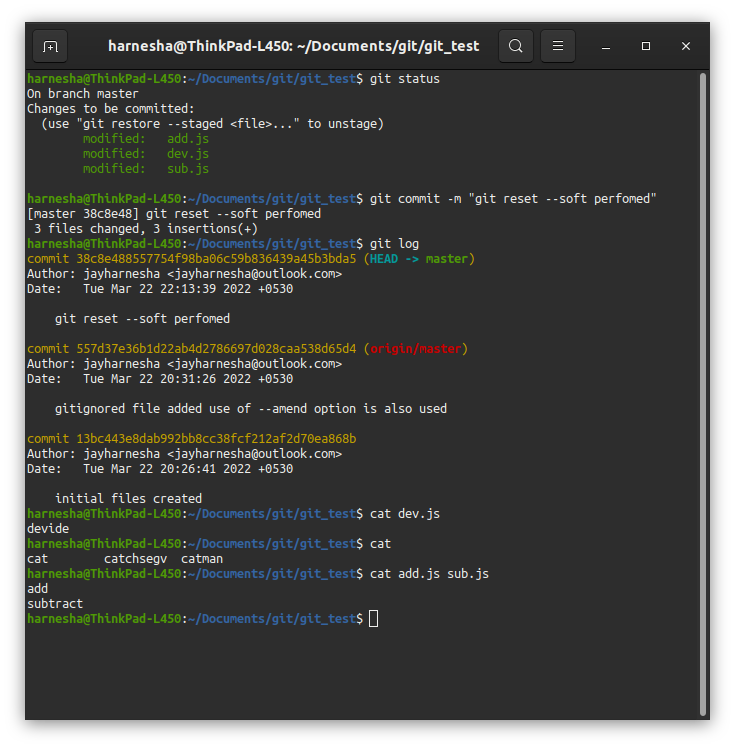 harnesha@ThinkPad-L450: ~/Documents/git/git_test
harnesha@ThinkPad-L450:~/Documents/git/git_test$ git status
On branch master
Changes to be committed:
  (use "git restore --staged <file>..." to unstage)
        modified:   add.js
        modified:   dev.js
        modified:   sub.js
harnesha@ThinkPad-L450:~/Documents/git/git_test$ git commit -m "git reset --soft perfomed"
[master 38c8e48] git reset --soft perfomed
 3 files changed, 3 insertions(+)
harnesha@ThinkPad-L450:~/Documents/git/git_test$ git log
commit 38c8e488557754f98ba06c59b836439a45b3bda5 (HEAD -> master)
Author: jayharnesha <jayharnesha@outlook.com>
Date:   Tue Mar 22 22:13:39 2022 +0530
    git reset --soft perfomed
commit 557d37e36b1d22ab4d2786697d028caa538d65d4 (origin/master)
Author: jayharnesha <jayharnesha@outlook.com>
Date:   Tue Mar 22 20:31:26 2022 +0530
    gitignored file added use of --amend option is also used
commit 13bc443e8dab992bb8cc38fcf212af2d70ea868b
Author: jayharnesha <jayharnesha@outlook.com>
Date:   Tue Mar 22 20:26:41 2022 +0530
    initial files created
harnesha@ThinkPad-L450:~/Documents/git/git_test$ cat dev.js
devide
harnesha@ThinkPad-L450:~/Documents/git/git_test$ cat
cat        catchsegv  catman
harnesha@ThinkPad-L450:~/Documents/git/git_test$ cat add.js sub.js
add
subtract
harnesha@ThinkPad-L450:~/Documents/git/git_test$